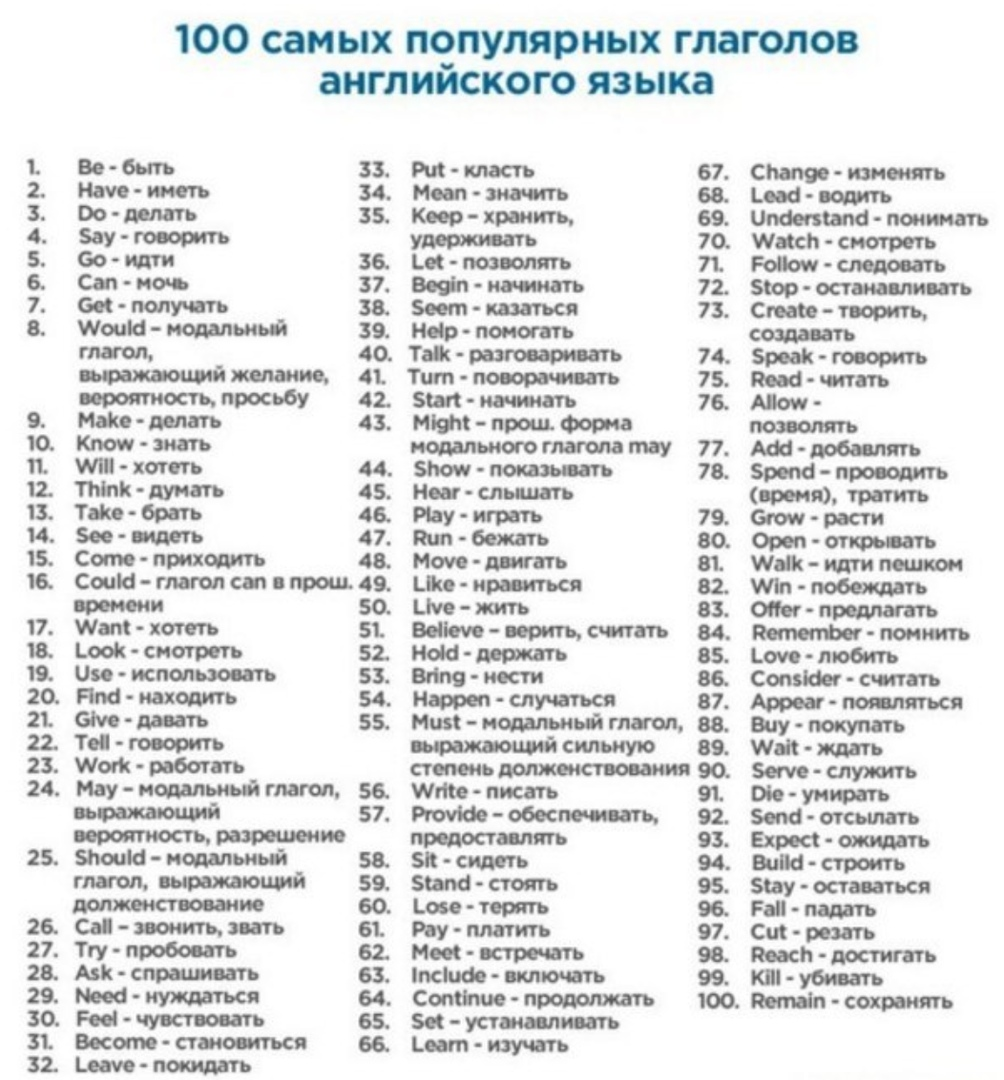 100 самых популярных глаголов
английского языка
1. Be - быть
2. Have - иметь
3. Do - делать
4. Say - говорить
5. Go - идти
6. Can - мочь
7. Get - получать
8. Would – модальный
глагол,
выражающий желание,
вероятность, просьбу
9. Make - делать
10. Know - знать
11. Will - хотеть
12. Think - думать
13. Take - брать
14. See - видеть
15. Come - приходить
16. Could – глагол can в прош.
времени
17. Want - хотеть
18. Look - смотреть
19. Use - использовать
20. Find - находить
21. Give - давать
22. Tell - говорить
23. Work - работать
24. May – модальный глагол,
выражающий
вероятность, разрешение
25. Should – модальный
глагол, выражающий
долженствование
26. Call – звонить, звать
27. Try - пробовать
28. Ask - спрашивать
29. Need - нуждаться
30. Feel - чувствовать
31. Become - становиться
32. Leave - покидать
33. Put - класть
34. Mean - значить
35. Keep – хранить,
удерживать
36. Let - позволять
37. Begin - начинать
38. Seem - казаться
39. Help - помогать
40. Talk - разговаривать
41. Turn - поворачивать
42. Start - начинать
43. Might – прош. форма
модального глагола may
44. Show - показывать
45. Hear - слышать
46. Play - играть
47. Run - бежать
48. Move - двигать
49. Like - нравиться
50. Live – жить
51. Believe – верить, считать
52. Hold - держать
53. Bring - нести
54. Happen - случаться
55. Must – модальный глагол,
выражающий сильную
степень долженствования
56. Write - писать
57. Provide – обеспечивать,
предоставлять
58. Sit - сидеть
59. Stand - стоять
60. Lose - терять
61. Pay - платить
62. Meet - встречать
63. Include - включать
64. Continue - продолжать
65. Set – устанавливать
66. Learn - изучать
67. Change - изменять
68. Lead - водить
69. Understand - понимать
70. Watch - смотреть
71. Follow - следовать
72. Stop - останавливать
73. Create – творить,
создавать
74. Speak - говорить
75. Read - читать
76. Allow -
позволять
77. Add - добавлять
78. Spend – проводить
(время), тратить
79. Grow - расти
80. Open - открывать
81. Walk – идти пешком
82. Win - побеждать
83. Offer - предлагать
84. Remember - помнить
85. Love - любить
86. Consider - считать
87. Appear - появляться
88. Buy - покупать
89. Wait - ждать
90. Serve - служить
91. Die - умирать
92. Send - отсылать
93. Expect - ожидать
94. Build - строить
95. Stay - оставаться
96. Fall - падать
97. Cut - резать
98. Reach - достигать
99. Kill - убивать
100. Remain - сохранять